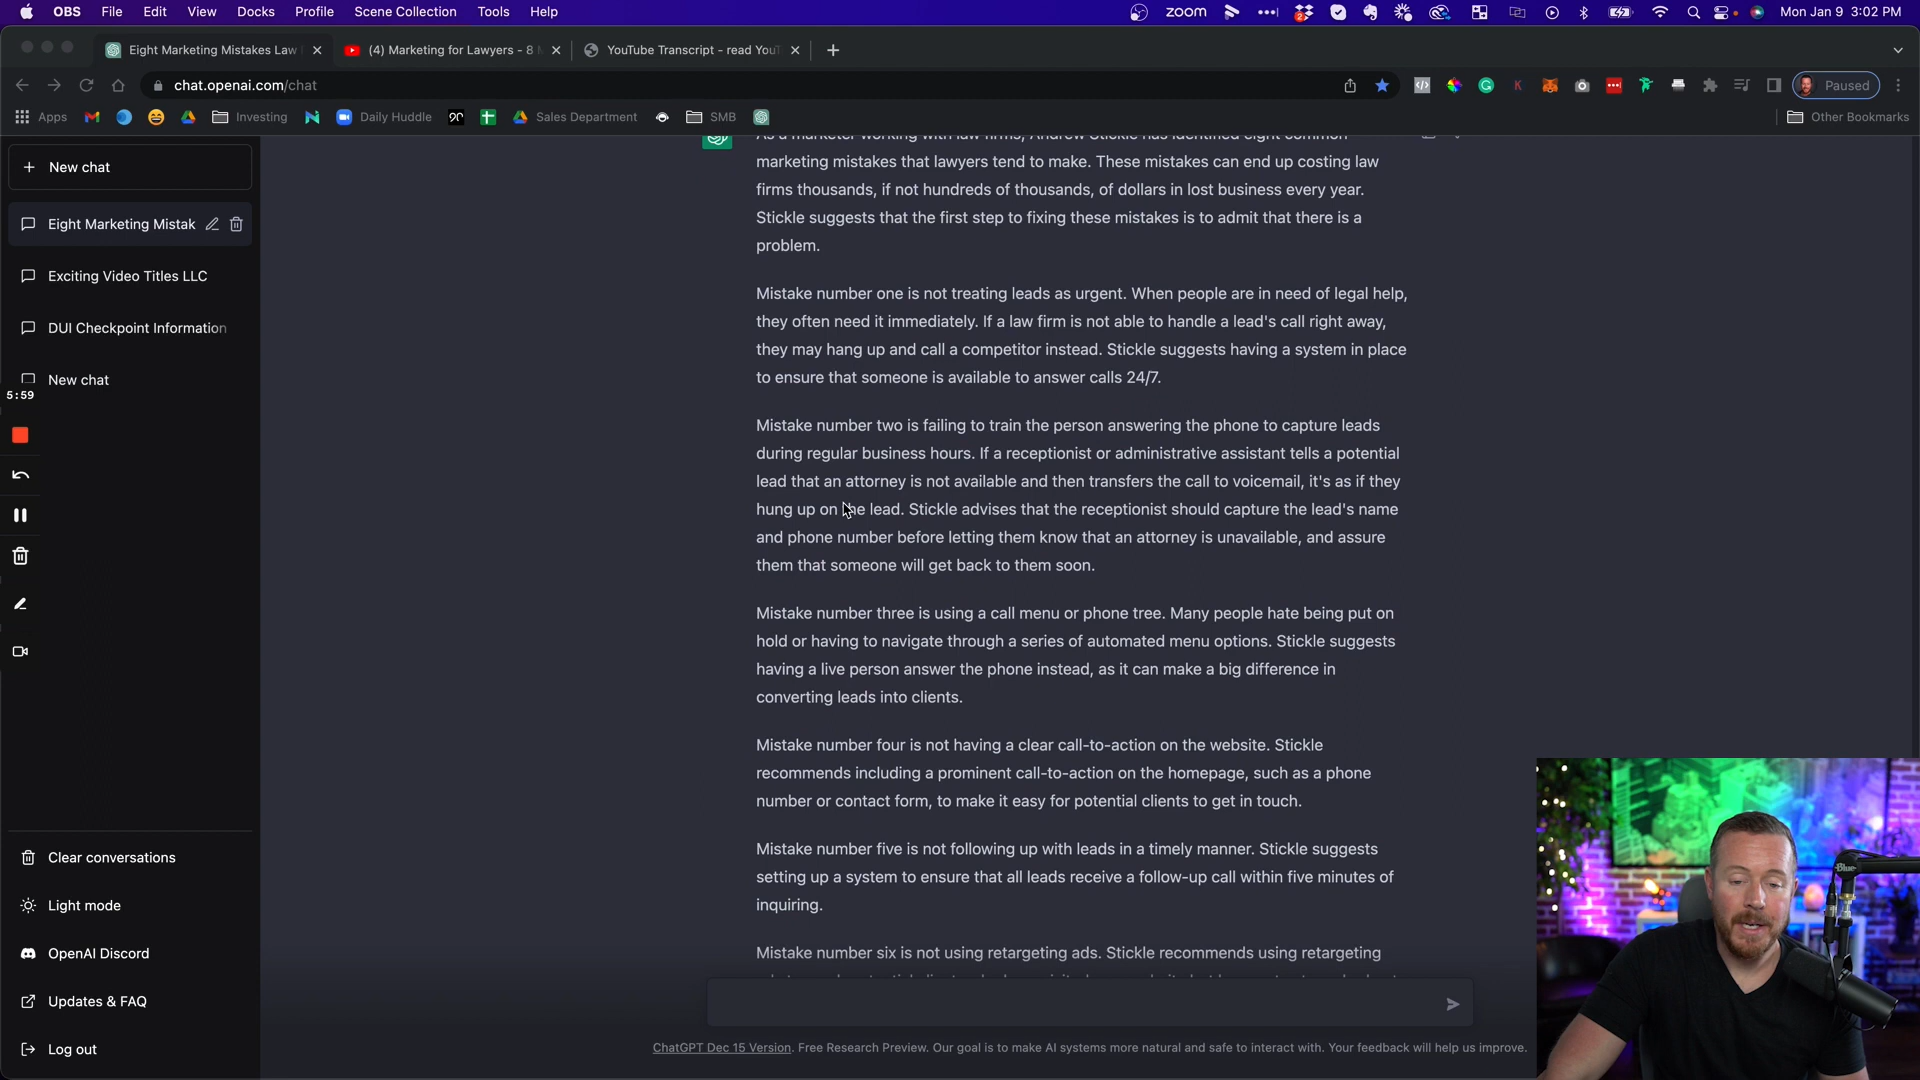 OBS File Edit View Docks Profile Scene Collection Tools Help zoom Mon Jan 9 3:02 PM
Eight Marketing Mistakes Law (4) Marketing for Lawyers - 8 YouTube Transcript - read YouT
chat.openai.com/chat Paused
Apps Investing Daily Huddle Sales Department SMB Other Bookmarks
New chat
Eight Marketing Mistak
Exciting Video Titles LLC
DUI Checkpoint Information
New chat
5:59
Clear conversations
Light mode
OpenAI Discord
Updates & FAQ
Log out
As a marketer working with law firms, Andrew Stickle has identified eight common
marketing mistakes that lawyers tend to make. These mistakes can end up costing law
firms thousands, if not hundreds of thousands, of dollars in lost business every year.
Stickle suggests that the first step to fixing these mistakes is to admit that there is a
problem.
Mistake number one is not treating leads as urgent. When people are in need of legal help,
they often need it immediately. If a law firm is not able to handle a lead's call right away,
they may hang up and call a competitor instead. Stickle suggests having a system in place
to ensure that someone is available to answer calls 24/7.
Mistake number two is failing to train the person answering the phone to capture leads
during regular business hours. If a receptionist or administrative assistant tells a potential
lead that an attorney is not available and then transfers the call to voicemail, it's as if they
hung up on the lead. Stickle advises that the receptionist should capture the lead's name
and phone number before letting them know that an attorney is unavailable, and assure
them that someone will get back to them soon.
Mistake number three is using a call menu or phone tree. Many people hate being put on
hold or having to navigate through a series of automated menu options. Stickle suggests
having a live person answer the phone instead, as it can make a big difference in
converting leads into clients.
Mistake number four is not having a clear call-to-action on the website. Stickle
recommends including a prominent call-to-action on the homepage, such as a phone
number or contact form, to make it easy for potential clients to get in touch.
Mistake number five is not following up with leads in a timely manner. Stickle suggests
setting up a system to ensure that all leads receive a follow-up call within five minutes of
inquiring.
Mistake number six is not using retargeting ads. Stickle recommends using retargeting
ChatGPT Dec 15 Version. Free Research Preview. Our goal is to make AI systems more natural and safe to interact with. Your feedback will help us improve.